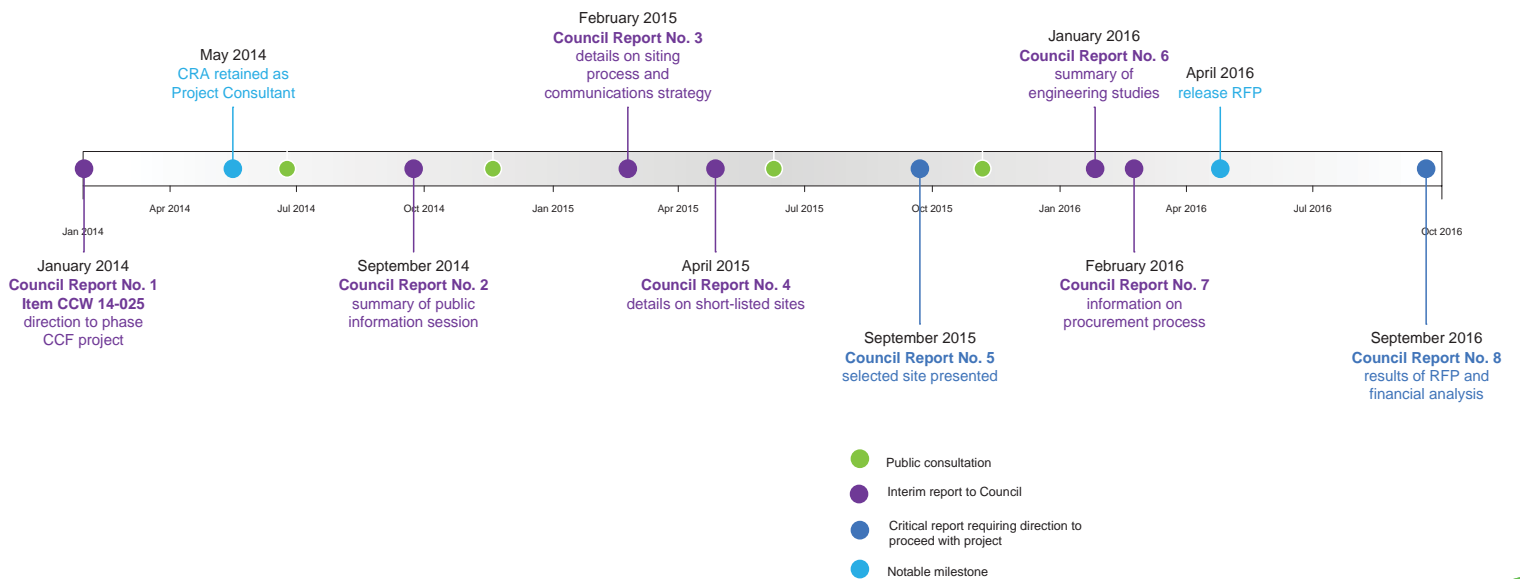 May 2014
CRA retained as
Project Consultant
February 2015
Council Report No. 3
details on siting
process and
communications strategy
January 2016
Council Report No. 6
summary of
engineering studies
April 2016
release RFP
Jan 2014
Apr 2014
Jul 2014
Oct 2014
Jan 2015
Apr 2015
Jul 2015
Oct 2015
Jan 2016
Apr 2016
Jul 2016
Oct 2016
January 2014
Council Report No. 1
Item CCW 14-025
direction to phase
CCF project
September 2014
Council Report No. 2
summary of public
information session
April 2015
Council Report No. 4
details on short-listed sites
September 2015
Council Report No. 5
selected site presented
February 2016
Council Report No. 7
information on
procurement process
September 2016
Council Report No. 8
results of RFP and
financial analysis
Public consultation
Interim report to Council
Critical report requiring direction to
proceed with project
Notable milestone